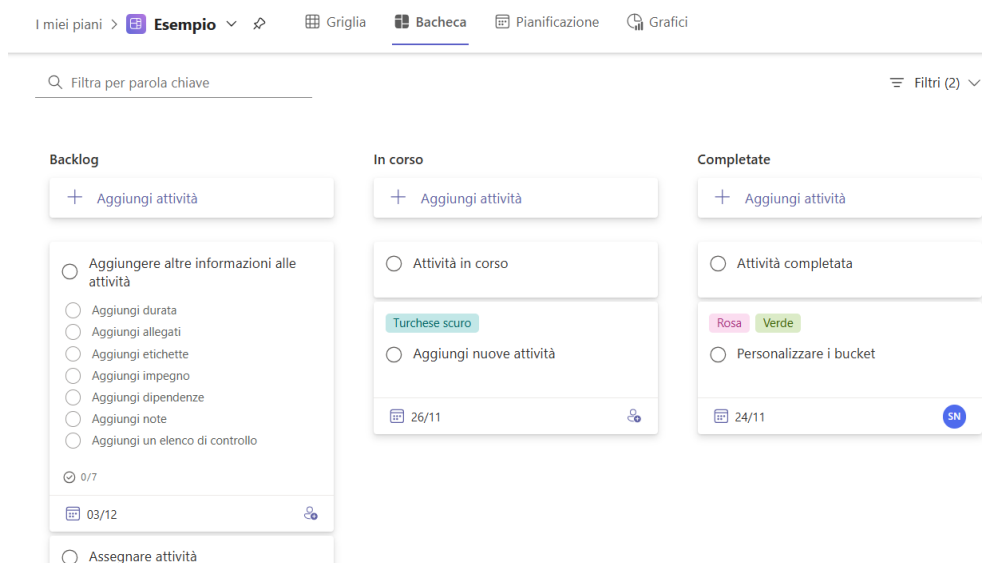 I miei piani > Esempio
Griglia
Bacheca
Pianificazione
Grafici
Filtra per parola chiave
Filtri (2)
Backlog
Aggiungi attività
Aggiungere altre informazioni alle
attività
Aggiungi durata
Aggiungi allegati
Aggiungi etichette
Aggiungi impegno
Aggiungi dipendenze
Aggiungi note
Aggiungi un elenco di controllo
0/7
03/12
Assegnare attività
In corso
Aggiungi attività
Attività in corso
Turchese scuro
Aggiungi nuove attività
26/11
Completate
Aggiungi attività
Attività completata
Rosa Verde
Personalizzare i bucket
24/11
SN